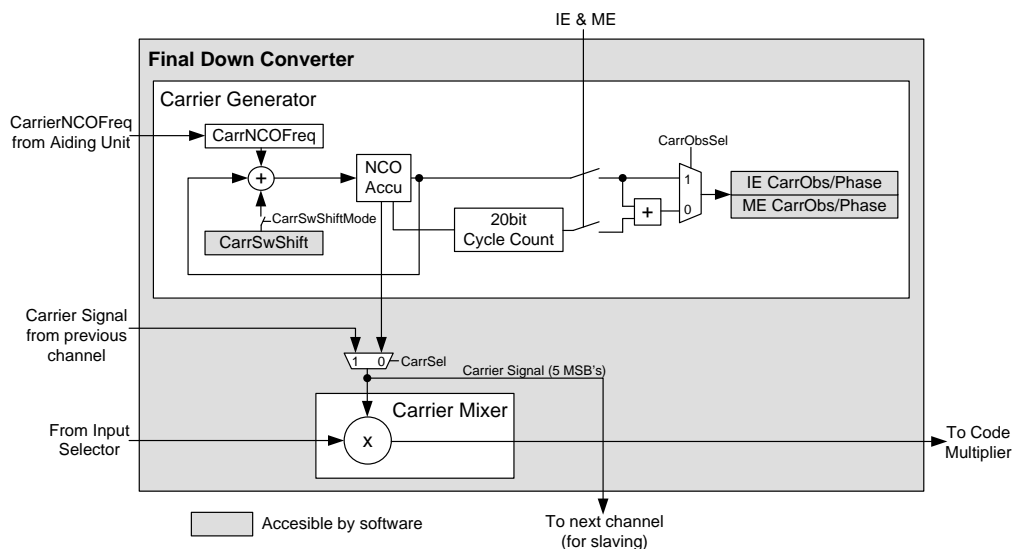 IE & ME
Final Down Converter
Carrier Generator
CarrierNCOFreq
from Aiding Unit
CarrNCOFreq
CarrObsSel
NCO
Accu
+
1
IE CarrObs/Phase
ME CarrObs/Phase
CarrSwShiftMode
20bit
Cycle Count
+
0
CarrSwShift
Carrier Signal
from previous
channel
1 0
CarrSel
Carrier Signal (5 MSB's)
Carrier Mixer
From Input
Selector
x
To Code
Multiplier
Accesible by software
To next channel
(for slaving)